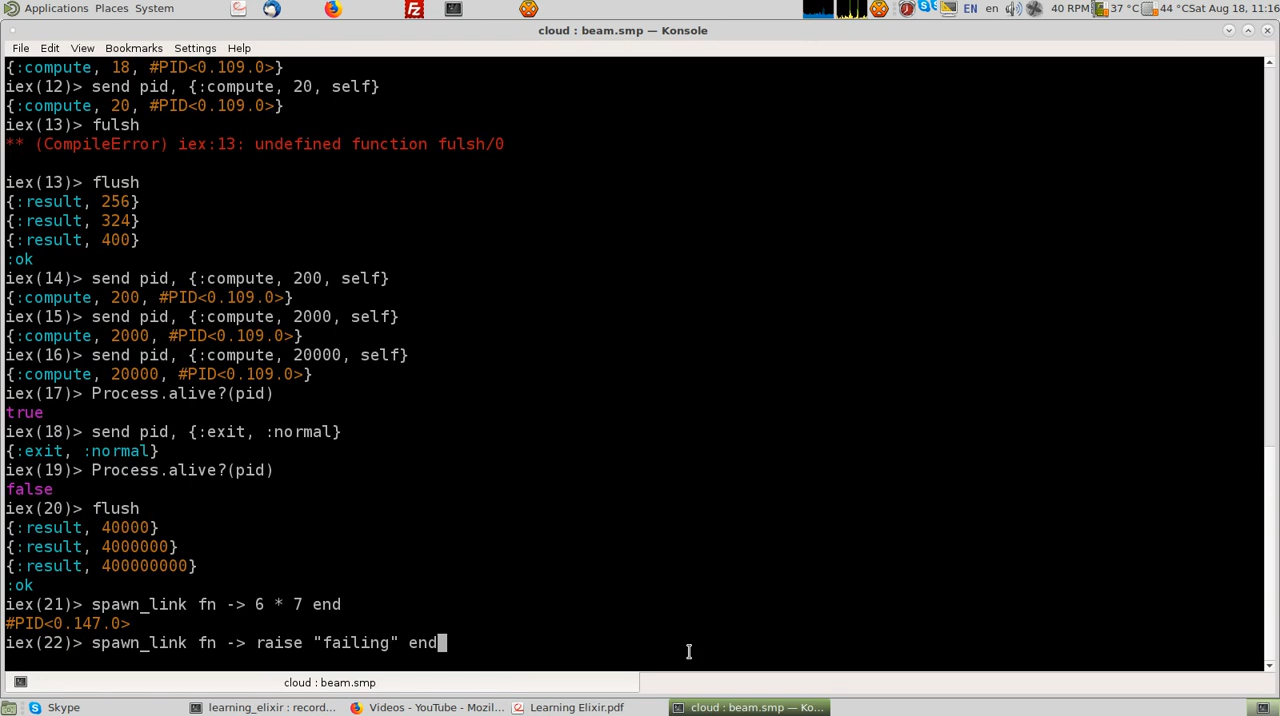 Applications Places System
EN en 40 RPM 37 °C 44 °C Sat Aug 18, 11:16
cloud : beam.smp — Konsole
File Edit View Bookmarks Settings Help
{:compute, 18, #PID<0.109.0>}
iex(12)> send pid, {:compute, 20, self}
{:compute, 20, #PID<0.109.0>}
iex(13)> fulsh
** (CompileError) iex:13: undefined function fulsh/0
iex(13)> flush
{:result, 256}
{:result, 324}
{:result, 400}
:ok
iex(14)> send pid, {:compute, 200, self}
{:compute, 200, #PID<0.109.0>}
iex(15)> send pid, {:compute, 2000, self}
{:compute, 2000, #PID<0.109.0>}
iex(16)> send pid, {:compute, 20000, self}
{:compute, 20000, #PID<0.109.0>}
iex(17)> Process.alive?(pid)
true
iex(18)> send pid, {:exit, :normal}
{:exit, :normal}
iex(19)> Process.alive?(pid)
false
iex(20)> flush
{:result, 40000}
{:result, 4000000}
{:result, 400000000}
:ok
iex(21)> spawn_link fn -> 6 * 7 end
#PID<0.147.0>
iex(22)> spawn_link fn -> raise "failing" end
cloud : beam.smp
Skype learning_elixir : record... Videos - YouTube - Mozil... Learning Elixir.pdf cloud : beam.smp — Ko...